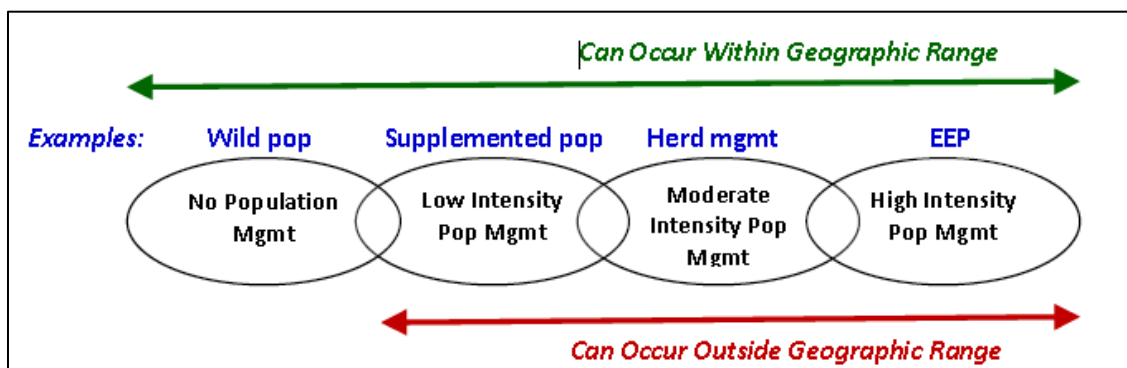 Can Occur Within Geographic Range
Examples: Wild pop Supplemented pop Herd mgmt EEP
No Population
Mgmt
Low Intensity
Pop Mgmt
Moderate
Intensity Pop
Mgmt
High Intensity
Pop Mgmt
Can Occur Outside Geographic Range